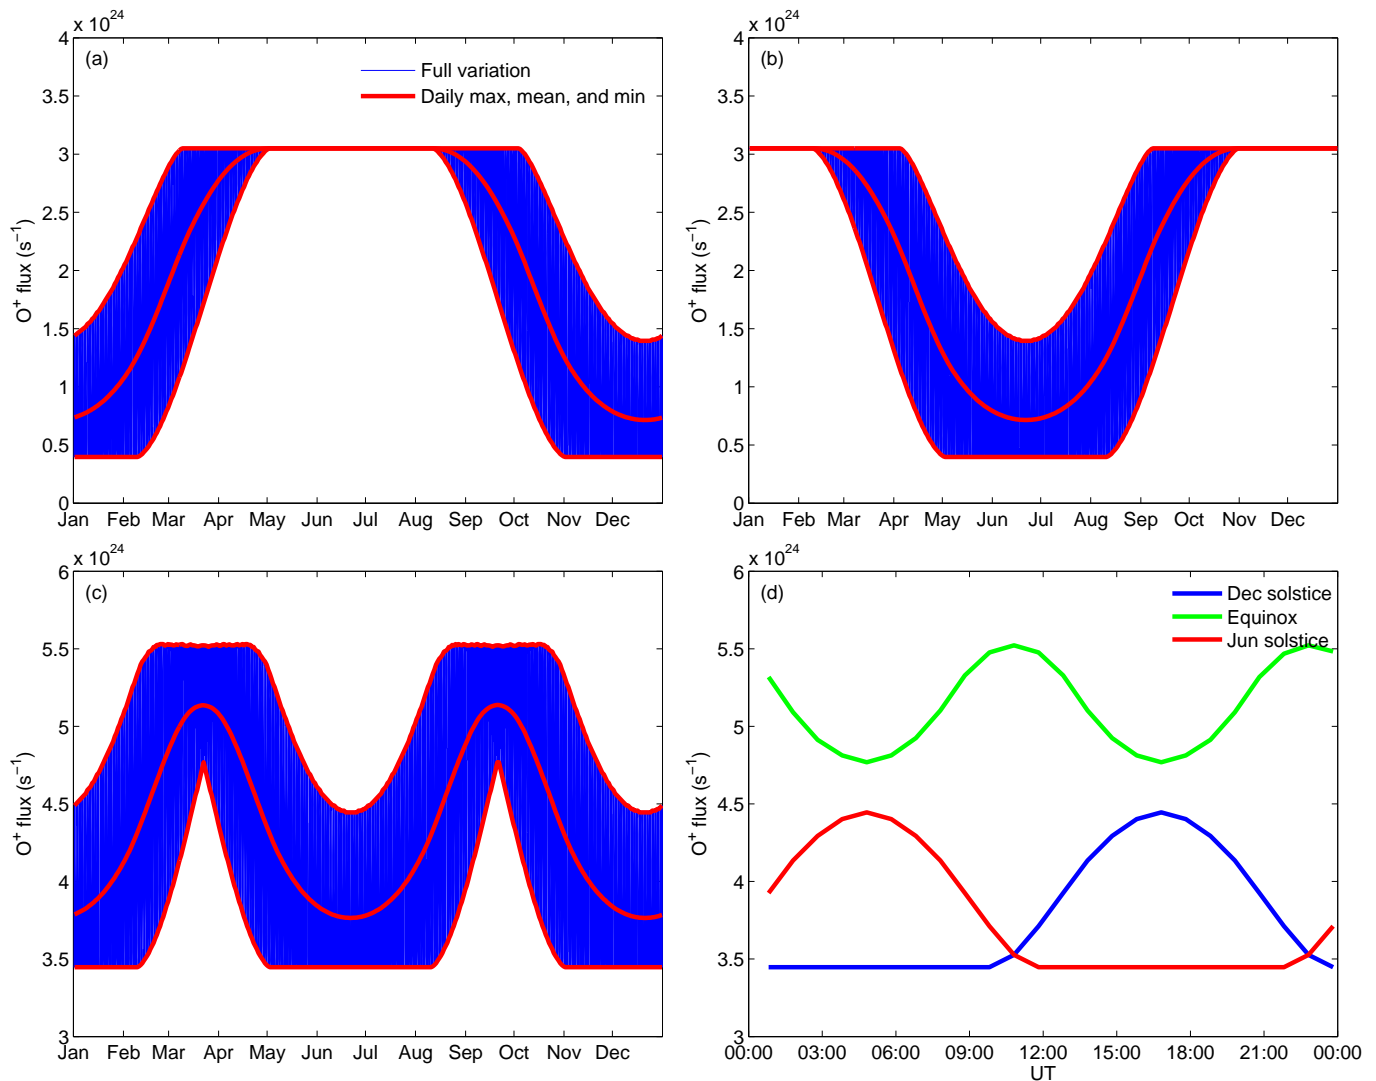 x 10^24
4
(a)
Full variation
Daily max, mean, and min
3.5
3
2.5
2
1.5
1
0.5
0
O+ flux (s−1)
Jan Feb Mar Apr May Jun Jul Aug Sep Oct Nov Dec
x 10^24
4
(b)
3.5
3
2.5
2
1.5
1
0.5
0
O+ flux (s−1)
Jan Feb Mar Apr May Jun Jul Aug Sep Oct Nov Dec
x 10^24
6
(c)
5.5
5
4.5
4
3.5
3
O+ flux (s−1)
Jan Feb Mar Apr May Jun Jul Aug Sep Oct Nov Dec
x 10^24
6
(d)
Dec solstice
Equinox
Jun solstice
5.5
5
4.5
4
3.5
3
O+ flux (s−1)
00:00 03:00 06:00 09:00 12:00 15:00 18:00 21:00 00:00
UT